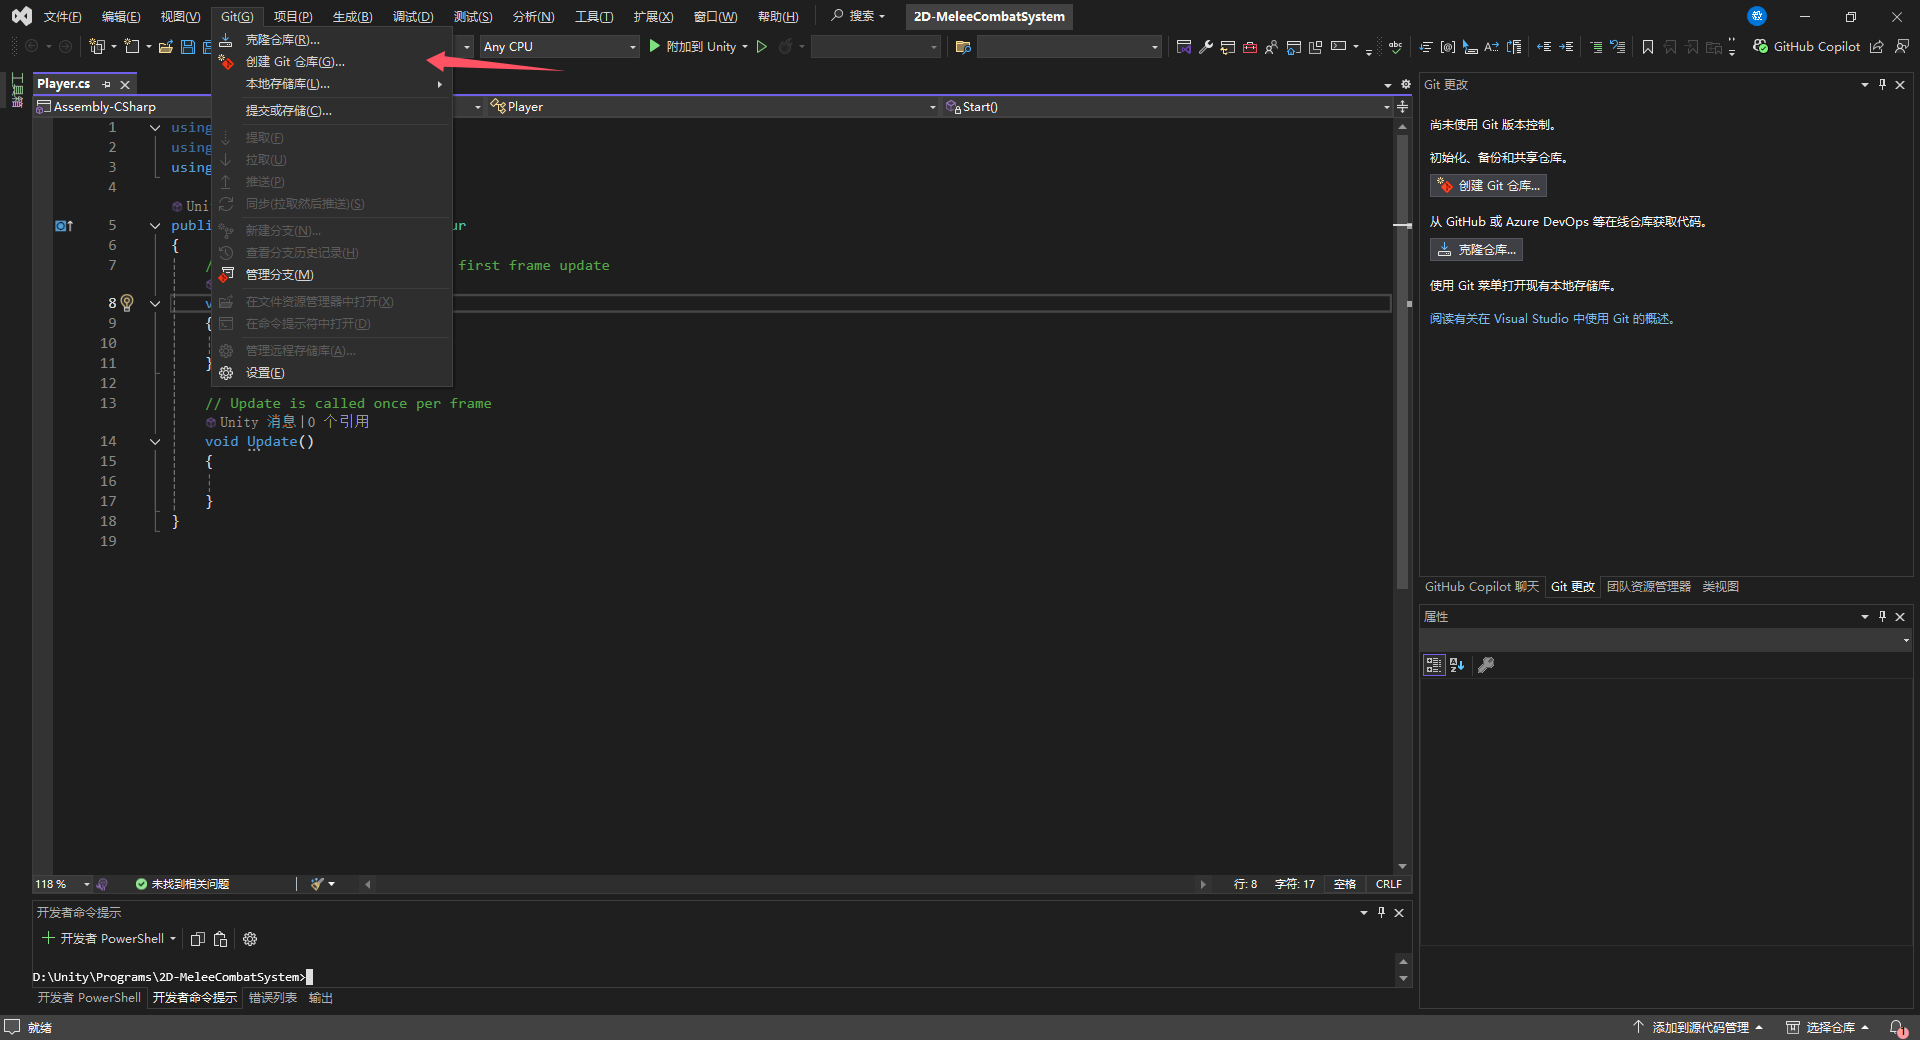 文件(F) 编辑(E) 视图(V) Git(G) 项目(P) 生成(B) 调试(D) 测试(S) 分析(N) 工具(T) 扩展(X) 窗口(W) 帮助(H) 搜索 2D-MeleeCombatSystem
Any CPU 附加到 Unity GitHub Copilot
克隆仓库(R)...
创建 Git 仓库(G)...
本地存储库(L)...
提交或存储(C)...
提取(F)
拉取(U)
推送(P)
同步(拉取然后推送)(S)
新建分支(N)...
查看分支历史记录(H)
管理分支(M)
在文件资源管理器中打开(X)
在命令提示符中打开(D)
管理远程存储库(A)...
设置(E)
工具箱
Player.cs
Assembly-CSharp Player Start()
1 using
2 using
3 using
4
Uni
5 publi ur
6 {
7 / first frame update
8 v
9 {
10
11 }
12
13 // Update is called once per frame
Unity 消息|0 个引用
14 void Update()
15 {
16
17 }
18 }
19
118 % 未找到相关问题 行: 8 字符: 17 空格 CRLF
开发者命令提示
开发者 PowerShell
D:\Unity\Programs\2D-MeleeCombatSystem>
开发者 PowerShell 开发者命令提示 错误列表 输出
Git 更改
尚未使用 Git 版本控制。
初始化、备份和共享仓库。
创建 Git 仓库...
从 GitHub 或 Azure DevOps 等在线仓库获取代码。
克隆仓库...
使用 Git 菜单打开现有本地存储库。
阅读有关在 Visual Studio 中使用 Git 的概述。
GitHub Copilot 聊天 Git 更改 团队资源管理器 类视图
属性
就绪 添加到源代码管理 选择仓库 1